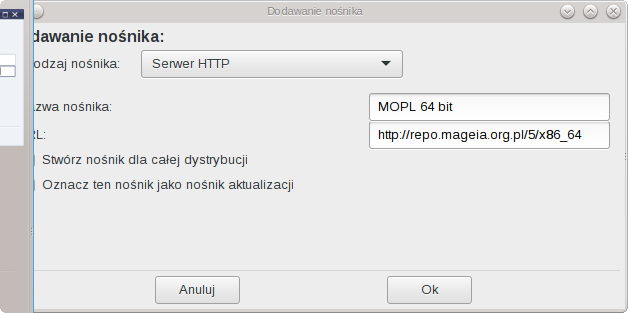 Dodawanie nośnika
dawanie nośnika:
odzaj nośnika: Serwer HTTP
azwa nośnika: MOPL 64 bit
RL: http://repo.mageia.org.pl/5/x86_64
Stwórz nośnik dla całej dystrybucji
Oznacz ten nośnik jako nośnik aktualizacji
Anuluj Ok